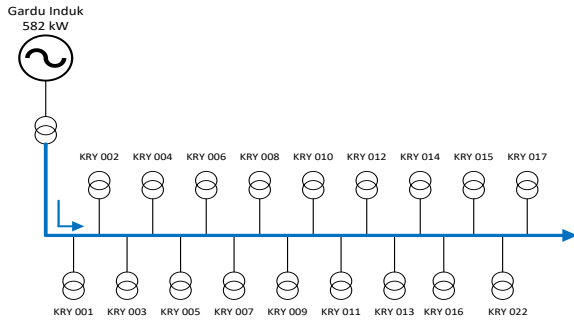 Gardu Induk
582 kW
KRY 002 KRY 004 KRY 006 KRY 008 KRY 010 KRY 012 KRY 014 KRY 015 KRY 017
KRY 001 KRY 003 KRY 005 KRY 007 KRY 009 KRY 011 KRY 013 KRY 016 KRY 022